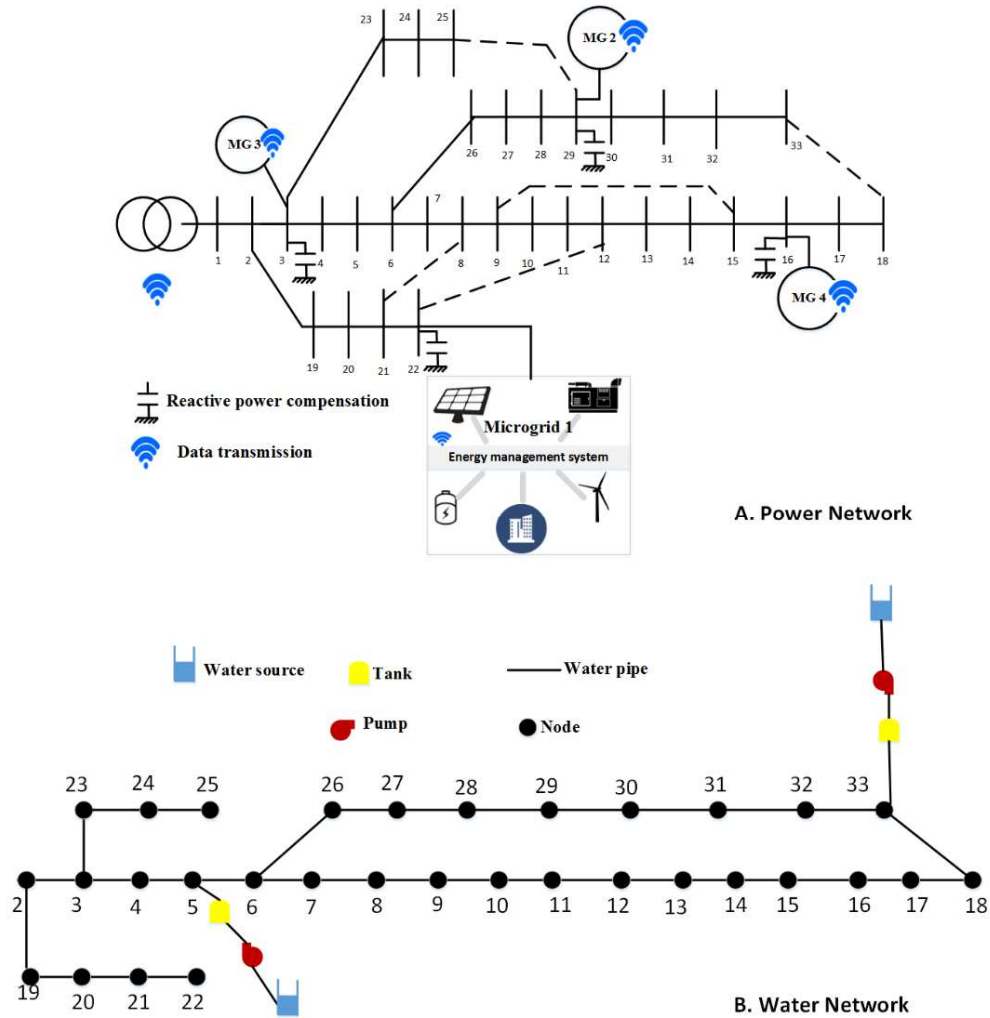 23 24 25
MG 2
MG 3
26 27 28 29 30 31 32 33
7
1 2 3 4 5 6 8 9 10 11 12 13 14 15 16 17 18
MG 4
19 20 21 22
Reactive power compensation
Data transmission
Microgrid 1
Energy management system
A. Power Network
Water source
Tank
Water pipe
Pump
Node
23 24 25
26 27 28 29 30 31 32 33
2 3 4 5 6 7 8 9 10 11 12 13 14 15 16 17 18
19 20 21 22
B. Water Network